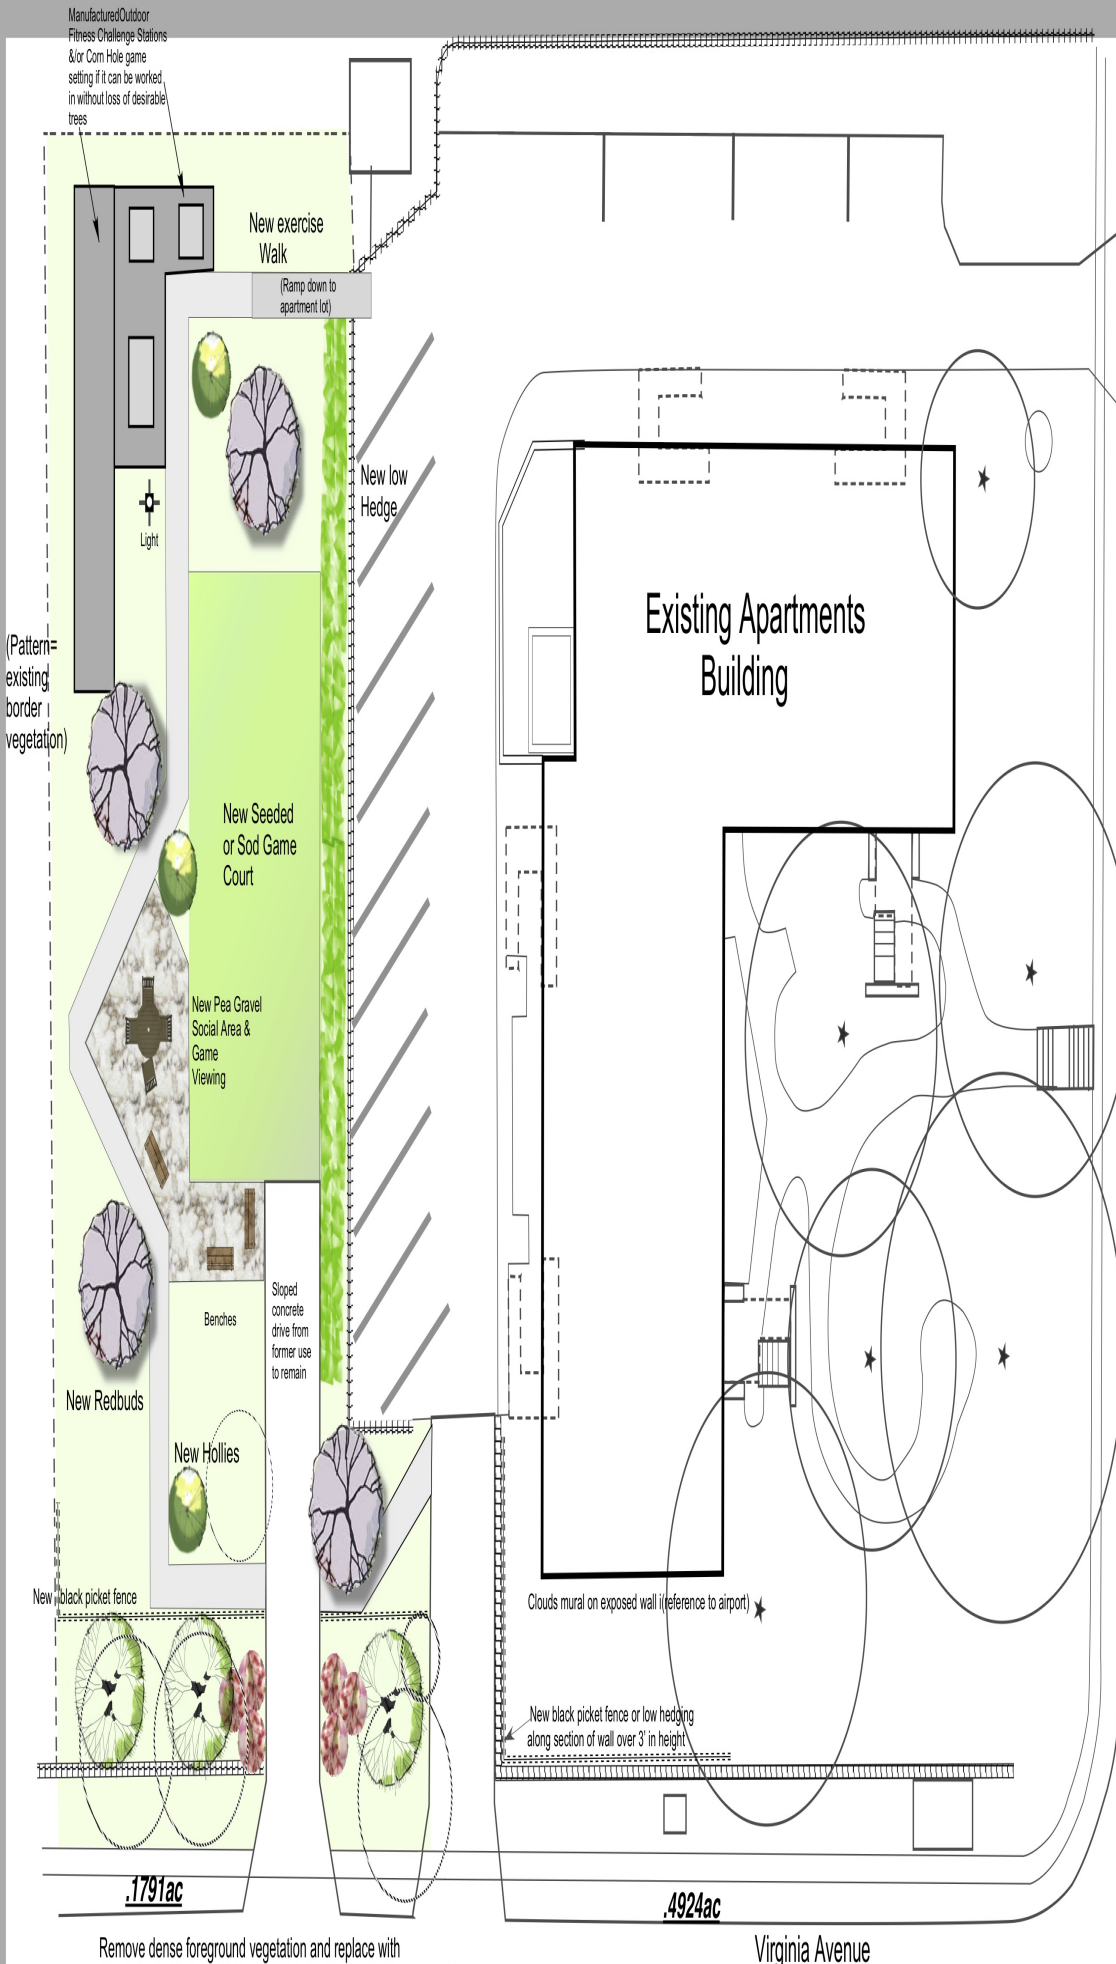 ManufacturedOutdoor
Fitness Challenge Stations
&/or Corn Hole game
setting if it can be worked
in without loss of desirable
trees
New exercise
Walk
(Ramp down to
apartment lot)
New low
Hedge
Light
Existing Apartments
Building
(Pattern=
existing
border
vegetation)
New Seeded
or Sod Game
Court
New Pea Gravel
Social Area &
Game
Viewing
Sloped
concrete
drive from
former use
to remain
Benches
New Redbuds
New Hollies
New black picket fence
Clouds mural on exposed wall i(reference to airport)
New black picket fence or low hedging
along section of wall over 3' in height
.1791ac
.4924ac
Remove dense foreground vegetation and replace with
Virginia Avenue